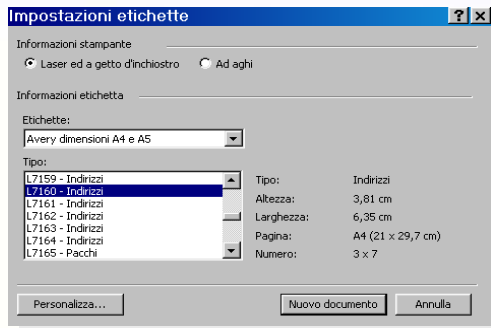 Impostazioni etichette
Informazioni stampante
Laser ed a getto d'inchiostro Ad aghi
Informazioni etichetta
Etichette:
Avery dimensioni A4 e A5
Tipo:
L7159 - Indirizzi
L7160 - Indirizzi
L7161 - Indirizzi
L7162 - Indirizzi
L7163 - Indirizzi
L7164 - Indirizzi
L7165 - Pacchi
Tipo: Indirizzi
Altezza: 3,81 cm
Larghezza: 6,35 cm
Pagina: A4 (21 x 29,7 cm)
Numero: 3 x 7
Personalizza... Nuovo documento Annulla